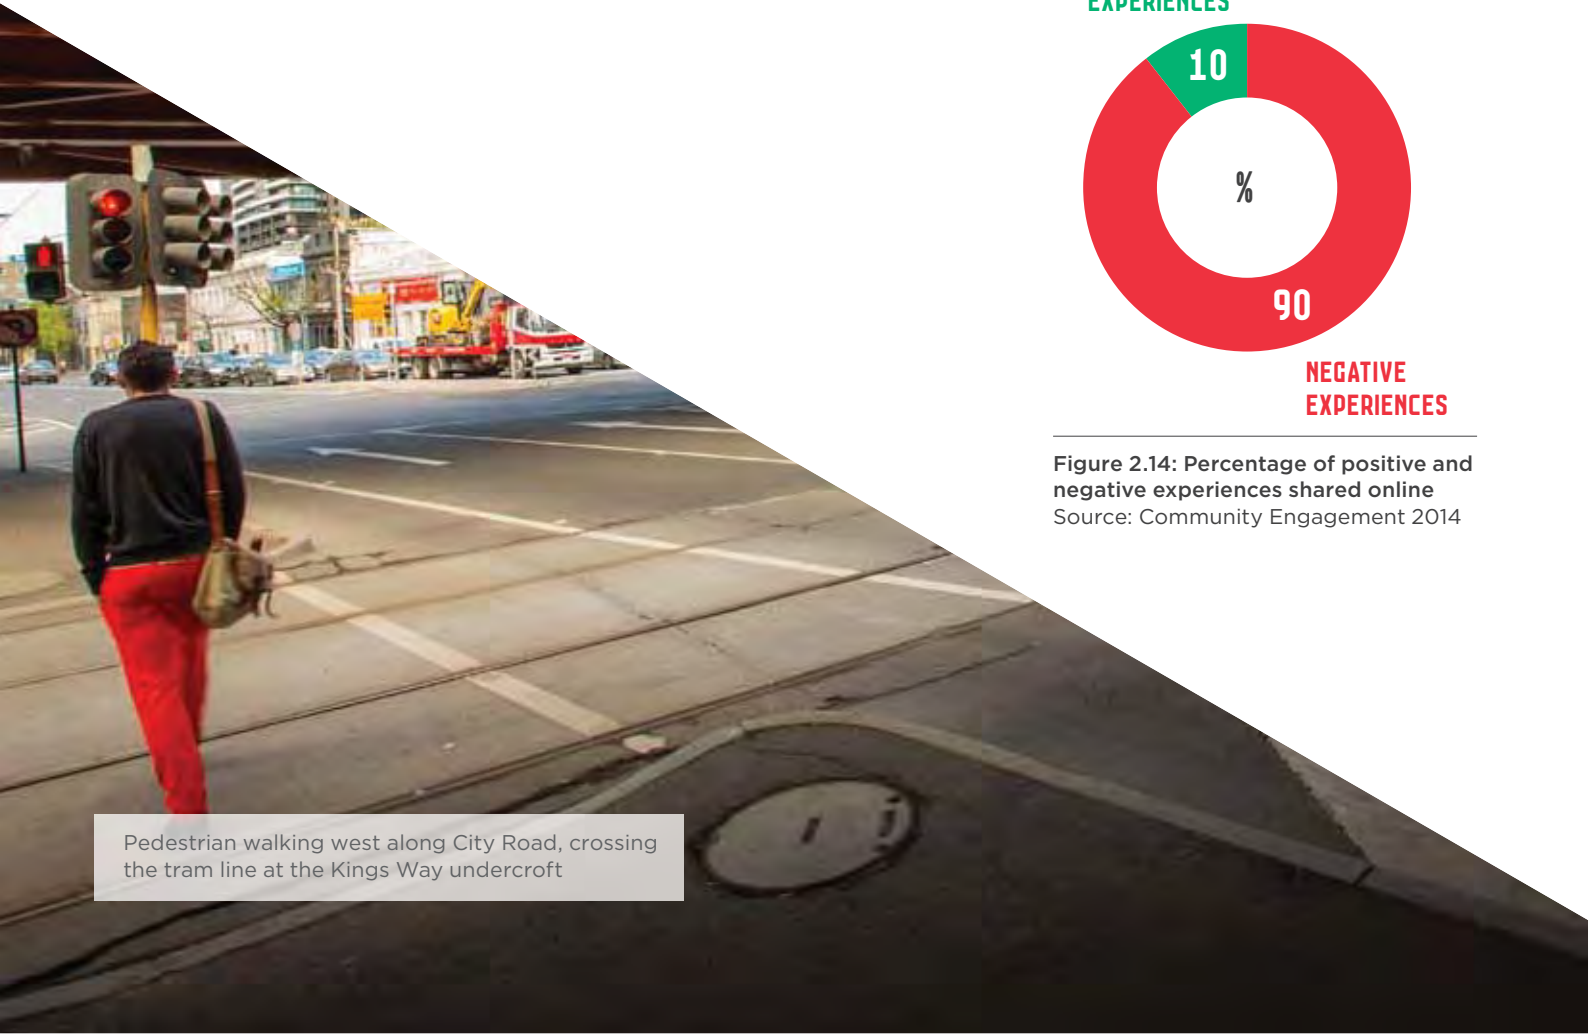 EXPERIENCES
10
%
90
NEGATIVE
EXPERIENCES
Figure 2.14: Percentage of positive and
negative experiences shared online
Source: Community Engagement 2014
Pedestrian walking west along City Road, crossing
the tram line at the Kings Way undercroft